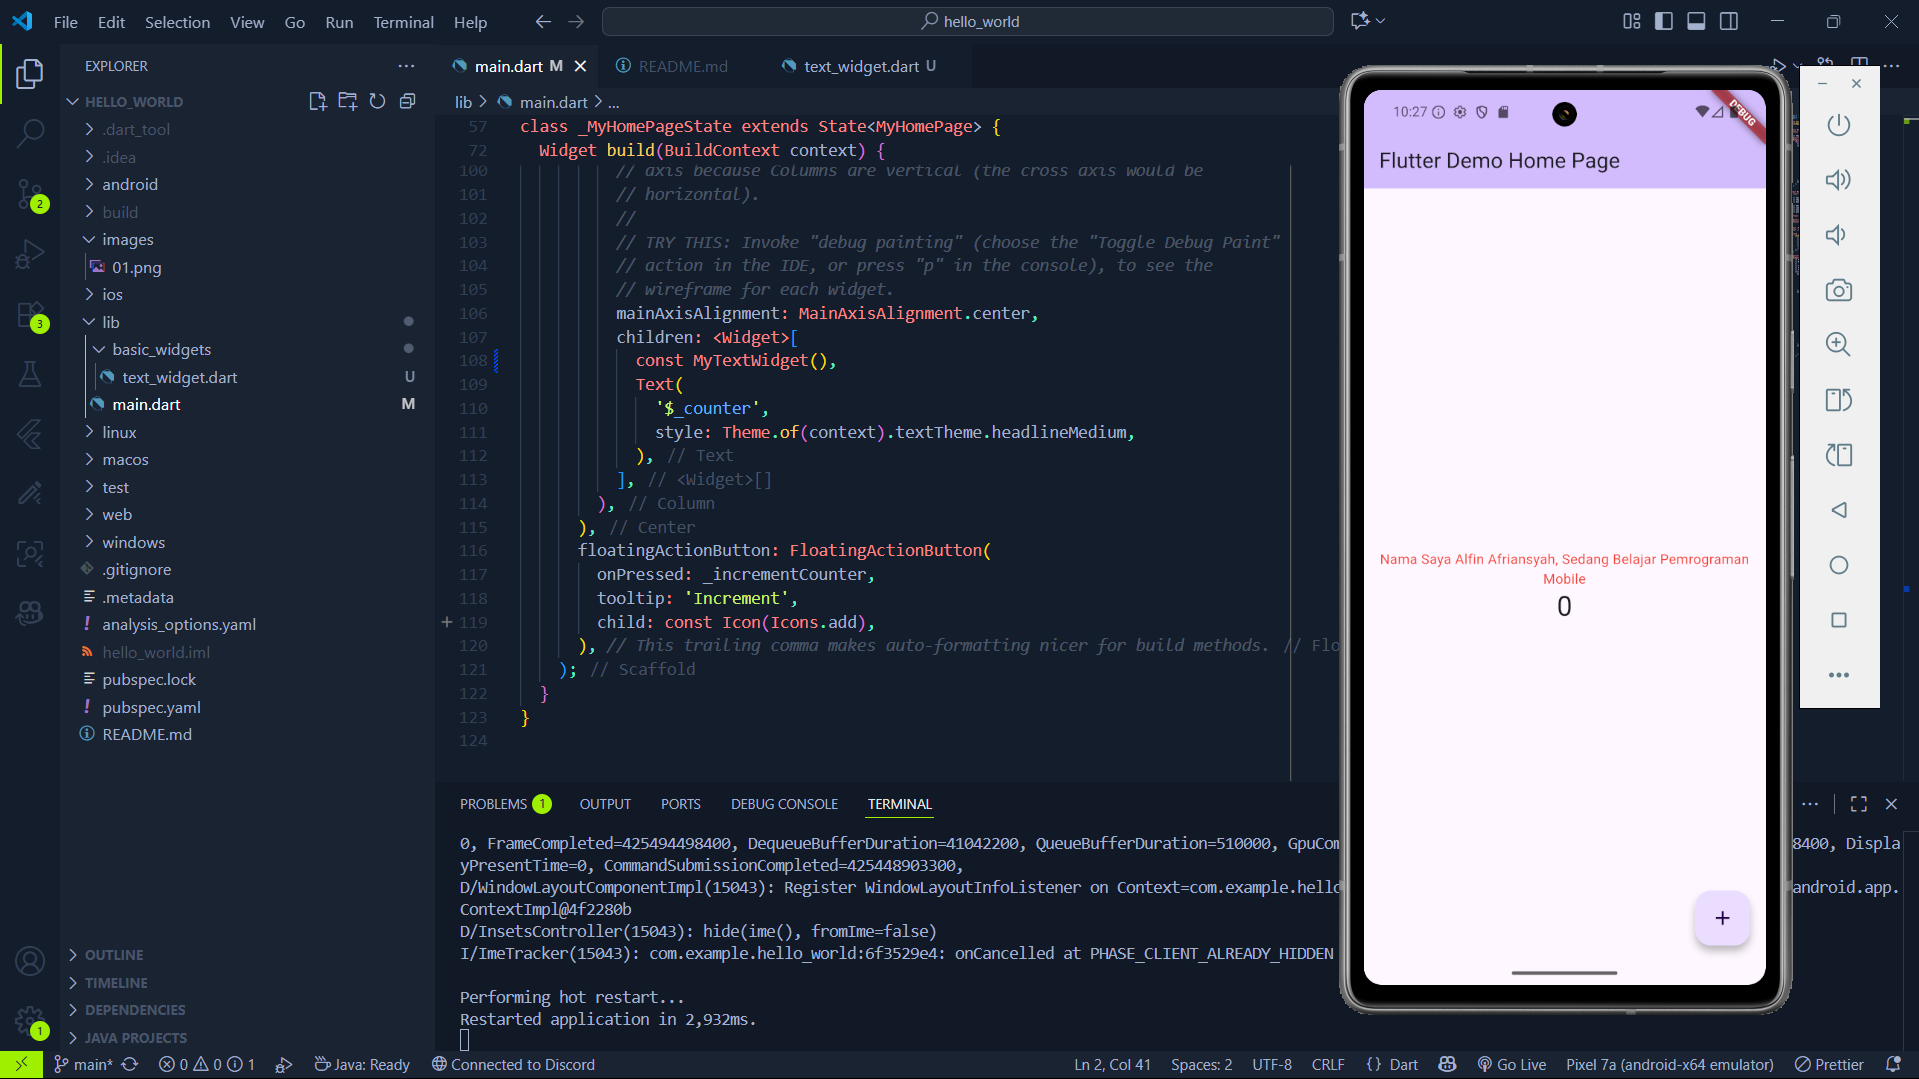 File Edit Selection View Go Run Terminal Help
hello_world
EXPLORER
HELLO_WORLD
.dart_tool
.idea
android
build
images
01.png
ios
lib
basic_widgets
text_widget.dart U
main.dart M
linux
macos
test
web
windows
.gitignore
.metadata
analysis_options.yaml
hello_world.iml
pubspec.lock
pubspec.yaml
README.md
OUTLINE
TIMELINE
DEPENDENCIES
JAVA PROJECTS
2
3
1
main.dart M
README.md
text_widget.dart U
lib > main.dart > ...
57 class _MyHomePageState extends State<MyHomePage> {
72 Widget build(BuildContext context) {
100 // axis because Columns are vertical (the cross axis would be
101 // horizontal).
102 //
103 // TRY THIS: Invoke "debug painting" (choose the "Toggle Debug Paint"
104 // action in the IDE, or press "p" in the console), to see the
105 // wireframe for each widget.
106 mainAxisAlignment: MainAxisAlignment.center,
107 children: <Widget>[
108 const MyTextWidget(),
109 Text(
110 '$_counter',
111 style: Theme.of(context).textTheme.headlineMedium,
112 ), // Text
113 ], // <Widget>[]
114 ), // Column
115 ), // Center
116 floatingActionButton: FloatingActionButton(
117 onPressed: _incrementCounter,
118 tooltip: 'Increment',
119 child: const Icon(Icons.add),
120 ), // This trailing comma makes auto-formatting nicer for build methods. // Flo
121 ); // Scaffold
122 }
123 }
124
PROBLEMS 1 OUTPUT PORTS DEBUG CONSOLE TERMINAL
0, FrameCompleted=425494498400, DequeueBufferDuration=41042200, QueueBufferDuration=510000, GpuCom 8400, Displa
yPresentTime=0, CommandSubmissionCompleted=425448903300,
D/WindowLayoutComponentImpl(15043): Register WindowLayoutInfoListener on Context=com.example.hello android.app.
ContextImpl@4f2280b
D/InsetsController(15043): hide(ime(), fromIme=false)
I/ImeTracker(15043): com.example.hello_world:6f3529e4: onCancelled at PHASE_CLIENT_ALREADY_HIDDEN
Performing hot restart...
Restarted application in 2,932ms.
10:27
DEBUG
Flutter Demo Home Page
Nama Saya Alfin Afriansyah, Sedang Belajar Pemrograman
Mobile
0
main* 0 0 1 Java: Ready Connected to Discord Ln 2, Col 41 Spaces: 2 UTF-8 CRLF {} Dart Go Live Pixel 7a (android-x64 emulator) Prettier